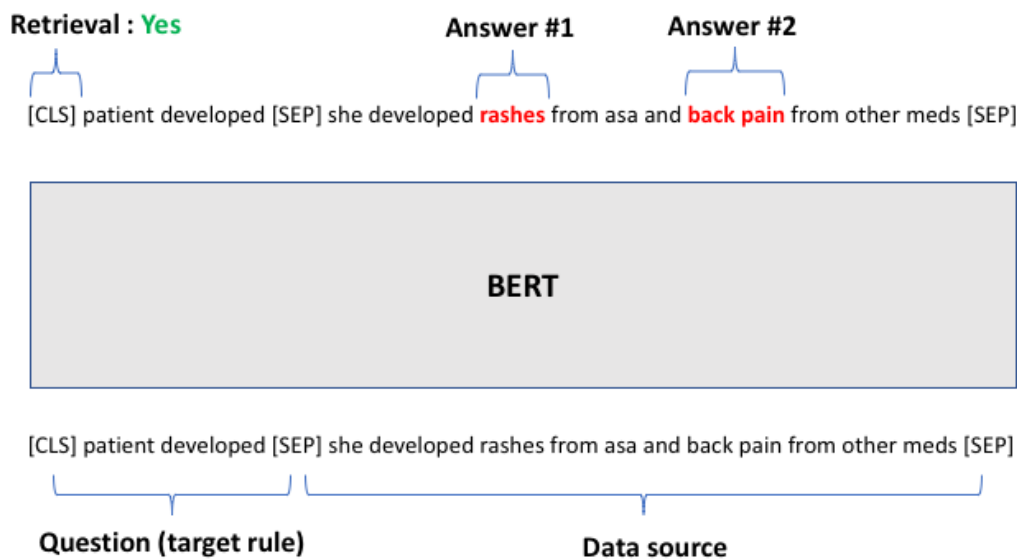 Retrieval : Yes
Answer #1
Answer #2
[CLS] patient developed [SEP] she developed rashes from asa and back pain from other meds [SEP]
BERT
[CLS] patient developed [SEP] she developed rashes from asa and back pain from other meds [SEP]
Question (target rule)
Data source